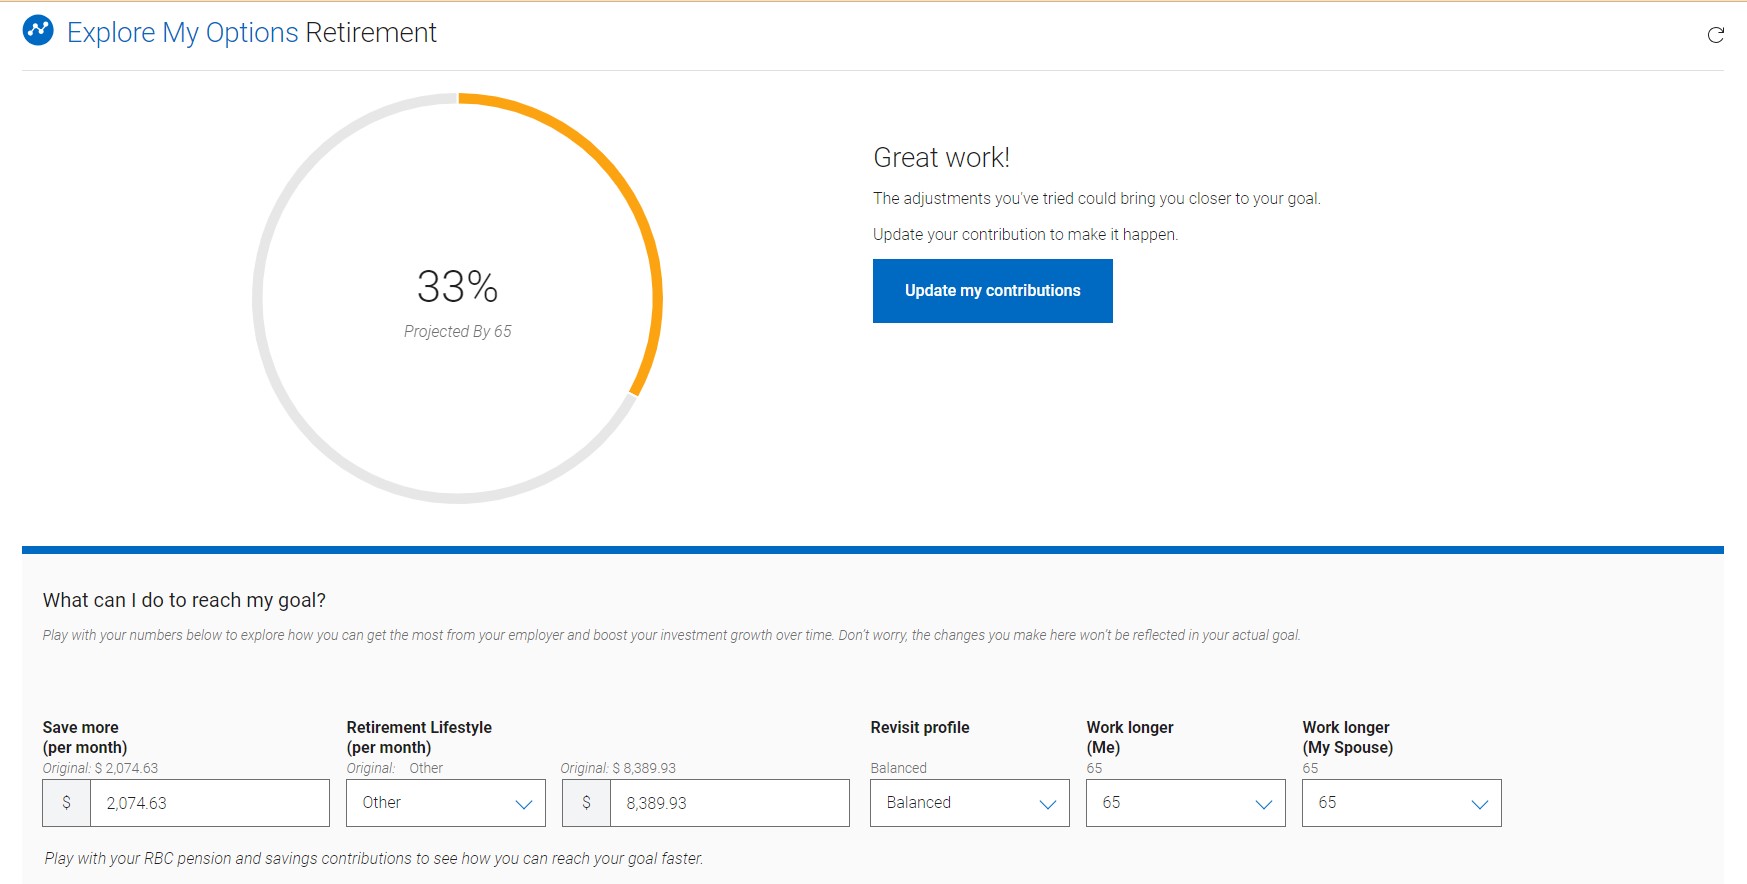 Explore My Options Retirement
33%
Projected By 65
Great work!
The adjustments you've tried could bring you closer to your goal.
Update your contribution to make it happen.
Update my contributions
What can I do to reach my goal?
Play with your numbers below to explore how you can get the most from your employer and boost your investment growth over time. Don't worry, the changes you make here won't be reflected in your actual goal.
Save more
(per month)
Original: $ 2,074.63
$ 2,074.63
Retirement Lifestyle
(per month)
Original: Other
Other
Original: $ 8,389.93
$ 8,389.93
Revisit profile
Balanced
Balanced
Work longer
(Me)
65
65
Work longer
(My Spouse)
65
65
Play with your RBC pension and savings contributions to see how you can reach your goal faster.